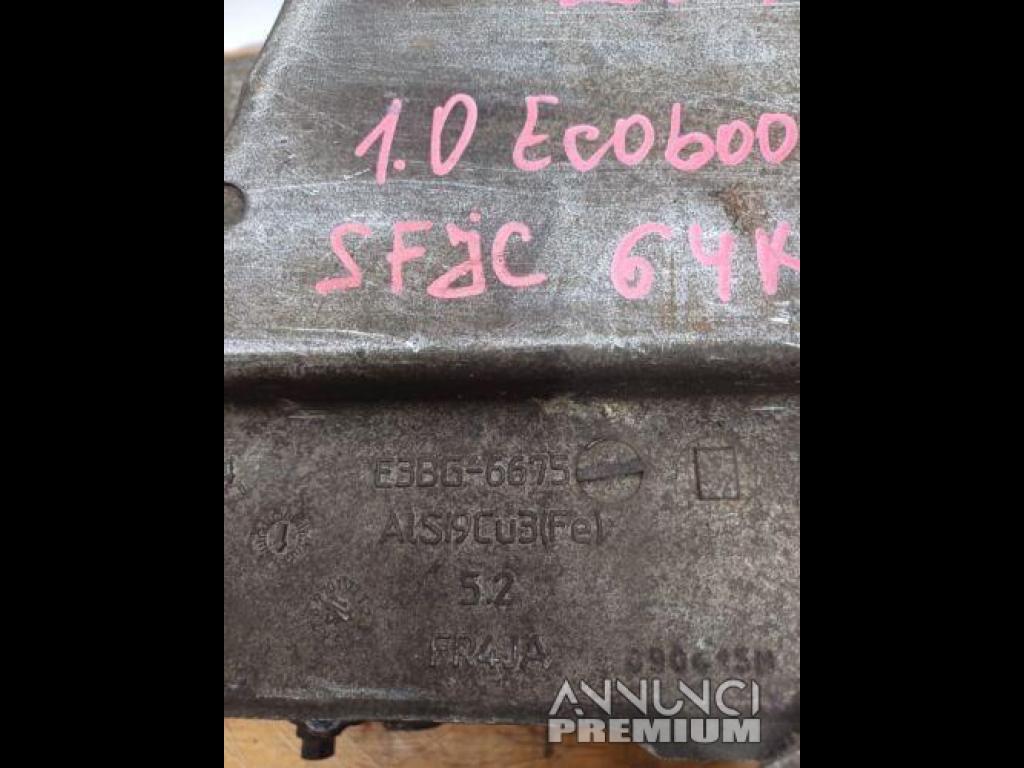 1.0 Ecoboo
SFJC 64K
E3BG-6675
AlSi9Cu3(Fe)
5.2
FR4JA
ANNUNCI
PREMIUM